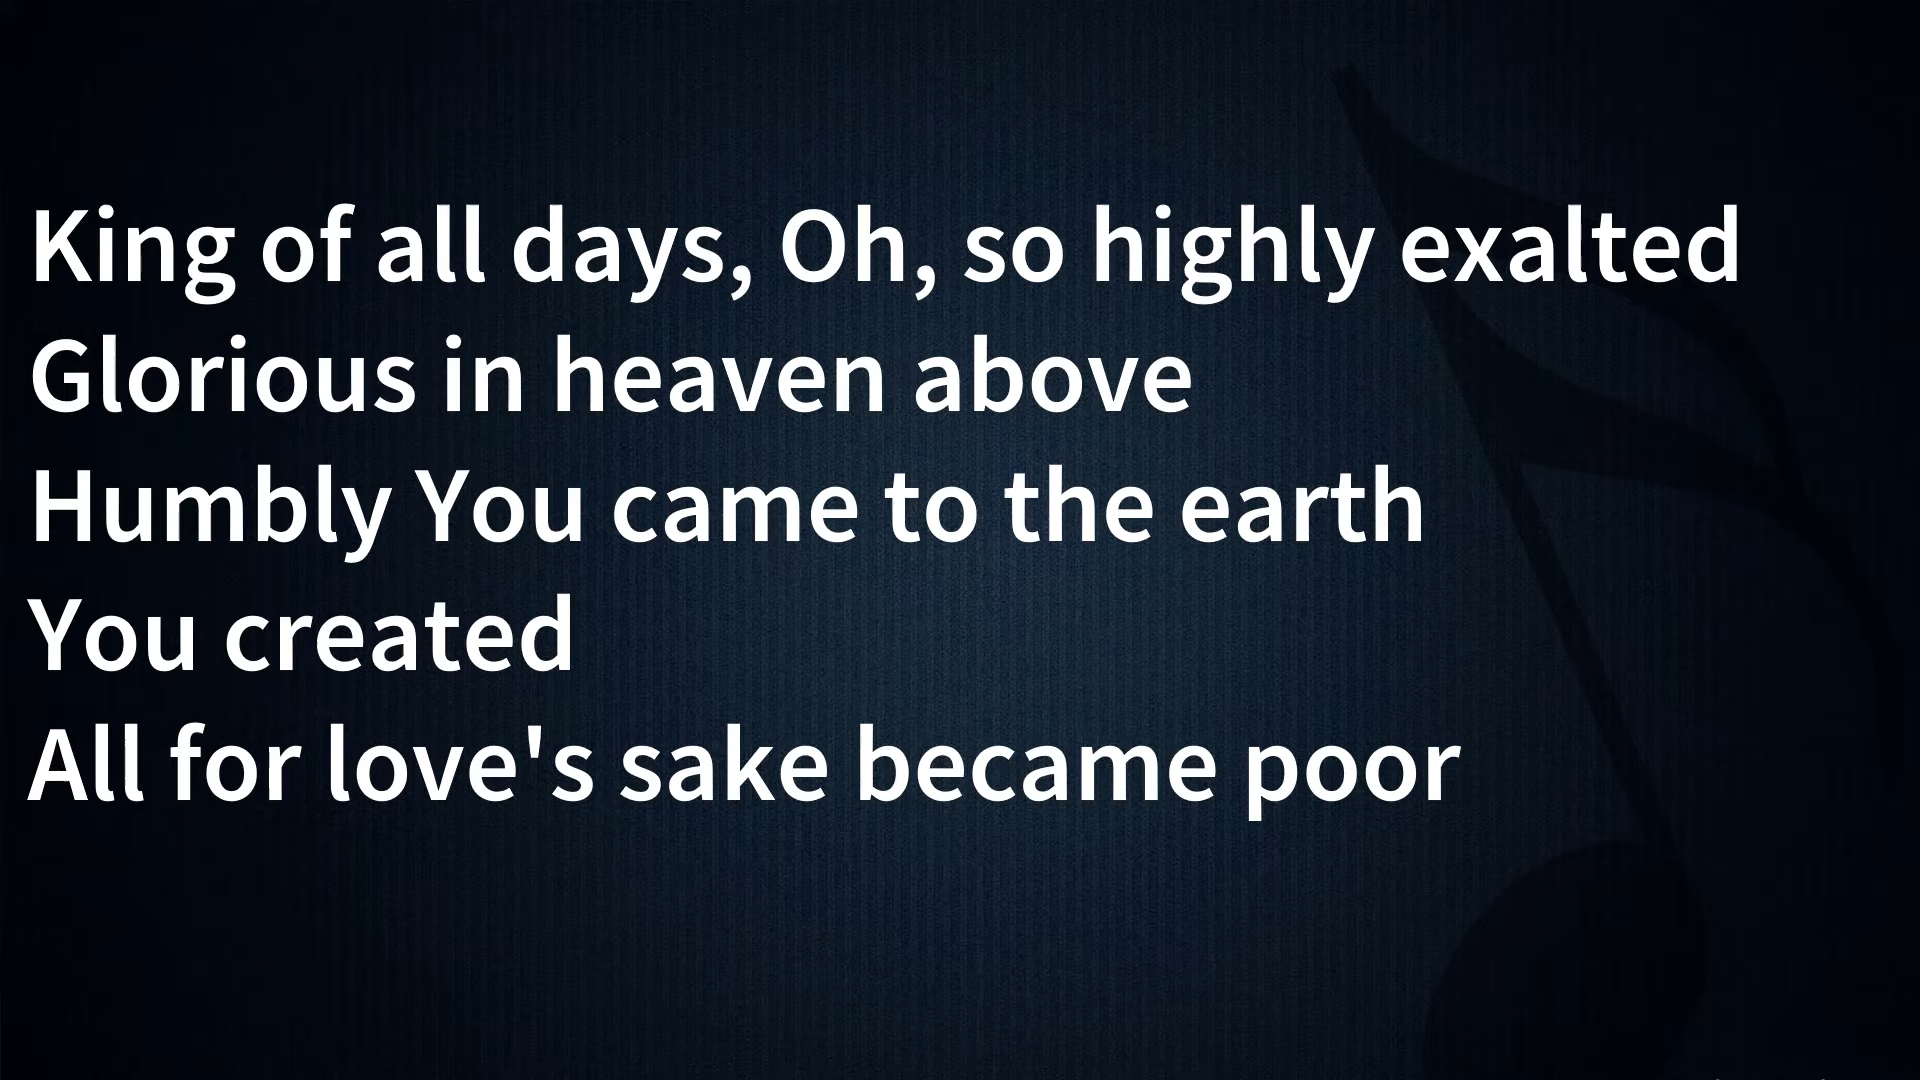 King of all days, Oh, so highly exalted
Glorious in heaven above
Humbly You came to the earth
You created
All for love's sake became poor